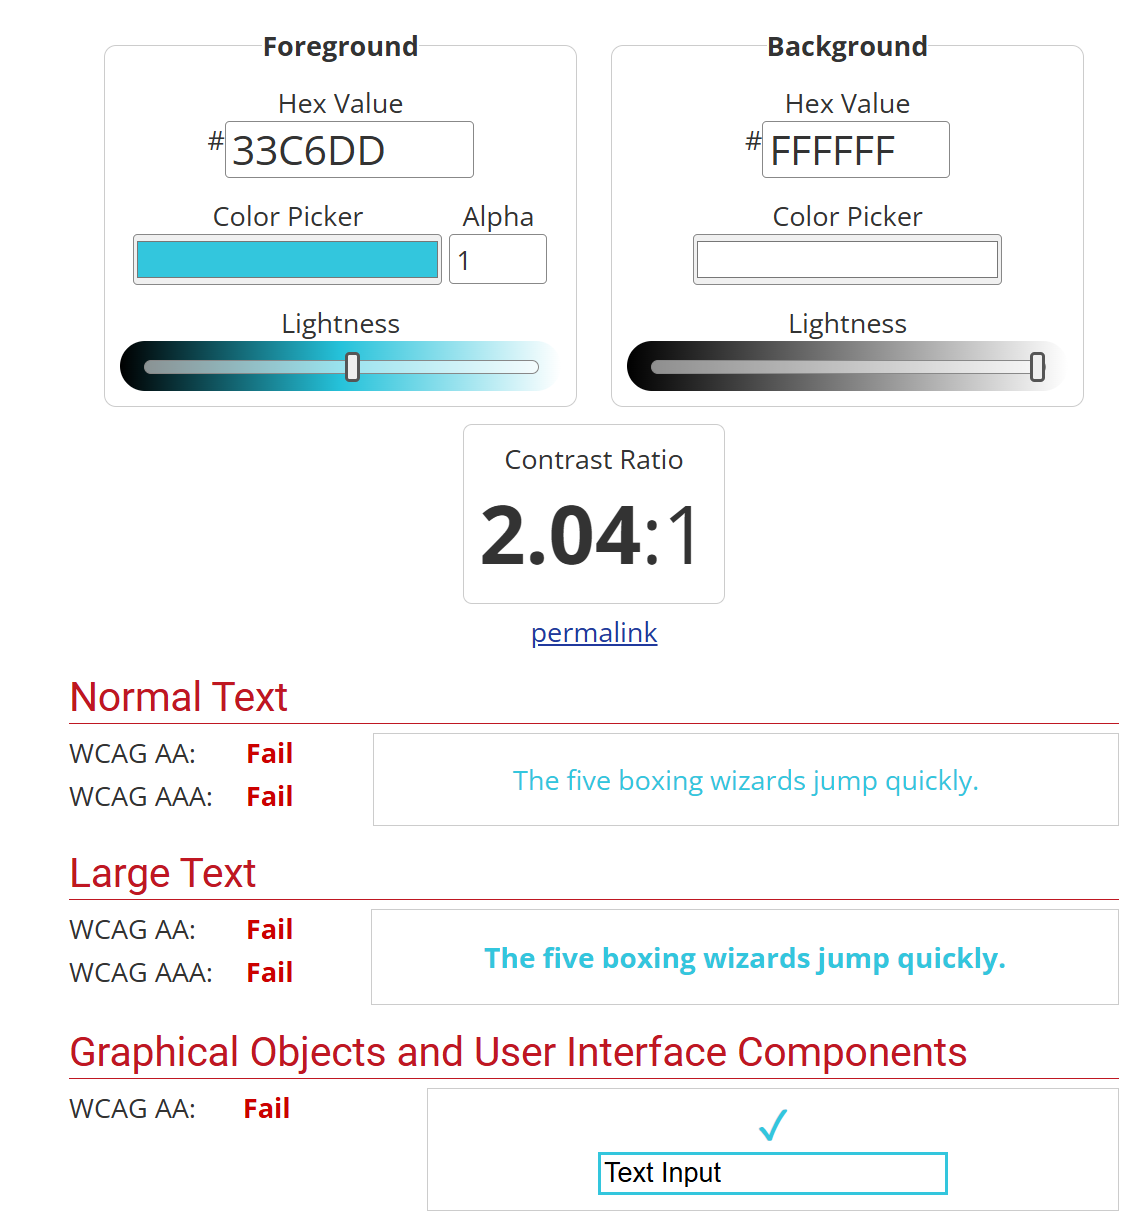 Foreground
Background
Hex Value
# 33C6DD
Hex Value
# FFFFFF
Color Picker
Alpha
1
Color Picker
Lightness
Lightness
Contrast Ratio
2.04:1
permalink
Normal Text
WCAG AA: Fail
WCAG AAA: Fail
The five boxing wizards jump quickly.
Large Text
WCAG AA: Fail
WCAG AAA: Fail
The five boxing wizards jump quickly.
Graphical Objects and User Interface Components
WCAG AA: Fail
✓
Text Input